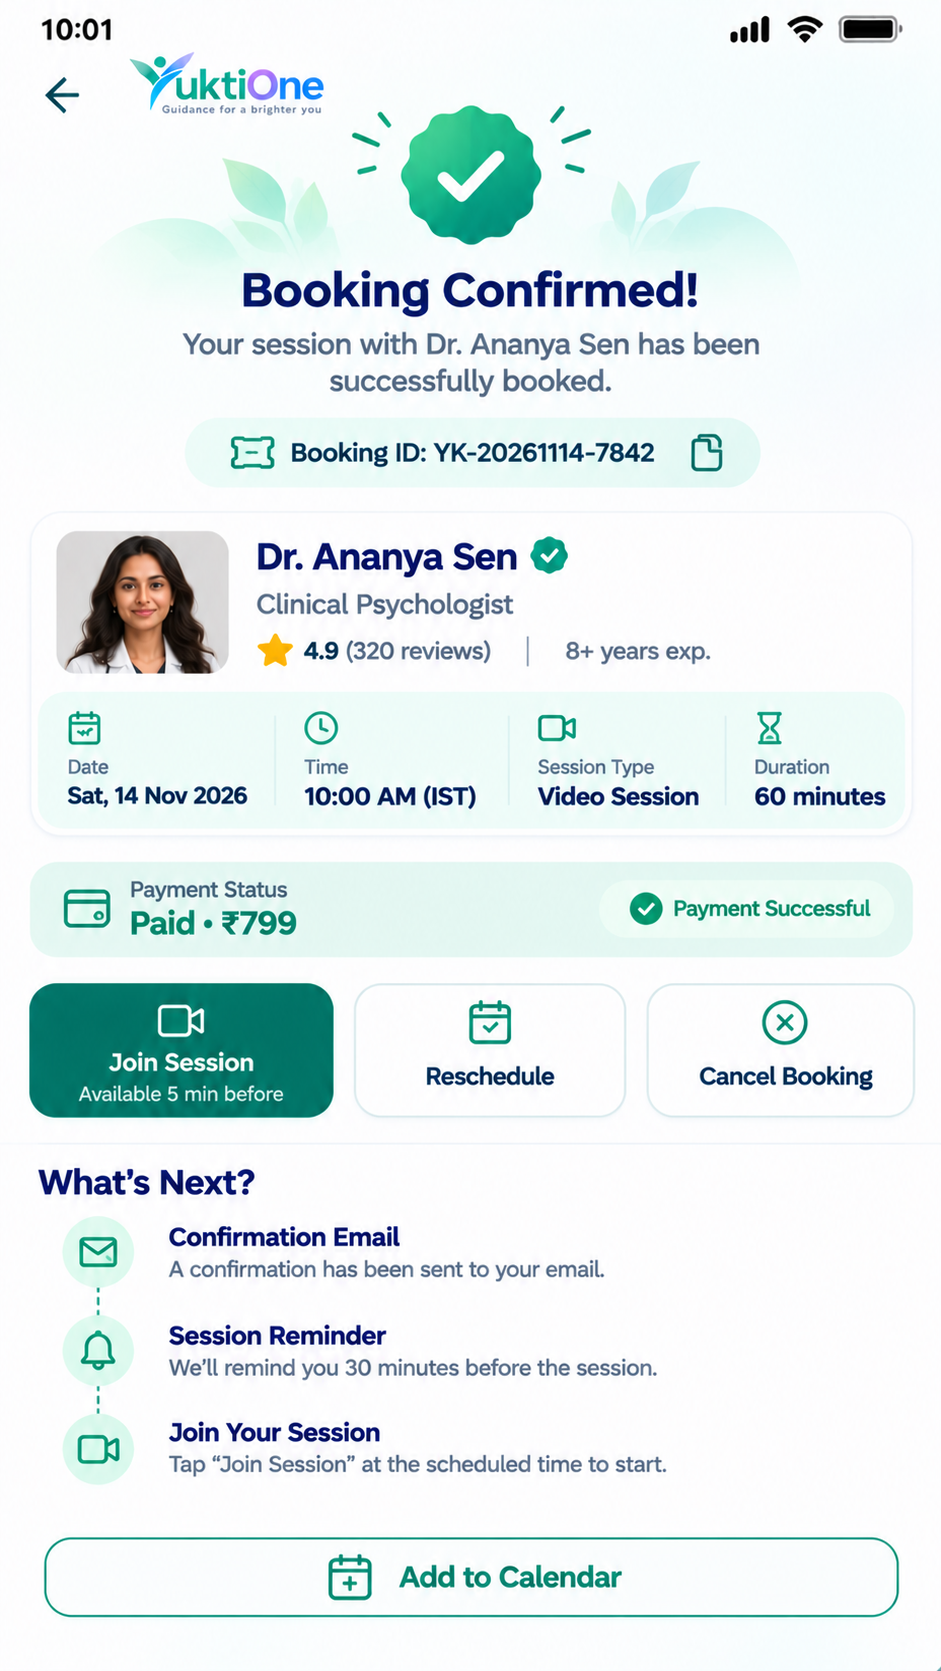 10:01
YuktiOne
Guidance for a brighter you
Booking Confirmed!
Your session with Dr. Ananya Sen has been
successfully booked.
Booking ID: YK-20261114-7842
Dr. Ananya Sen
Clinical Psychologist
4.9 (320 reviews) | 8+ years exp.
Date
Sat, 14 Nov 2026
Time
10:00 AM (IST)
Session Type
Video Session
Duration
60 minutes
Payment Status
Paid • ₹799
Payment Successful
Join Session
Available 5 min before
Reschedule
Cancel Booking
What’s Next?
Confirmation Email
A confirmation has been sent to your email.
Session Reminder
We’ll remind you 30 minutes before the session.
Join Your Session
Tap “Join Session” at the scheduled time to start.
Add to Calendar